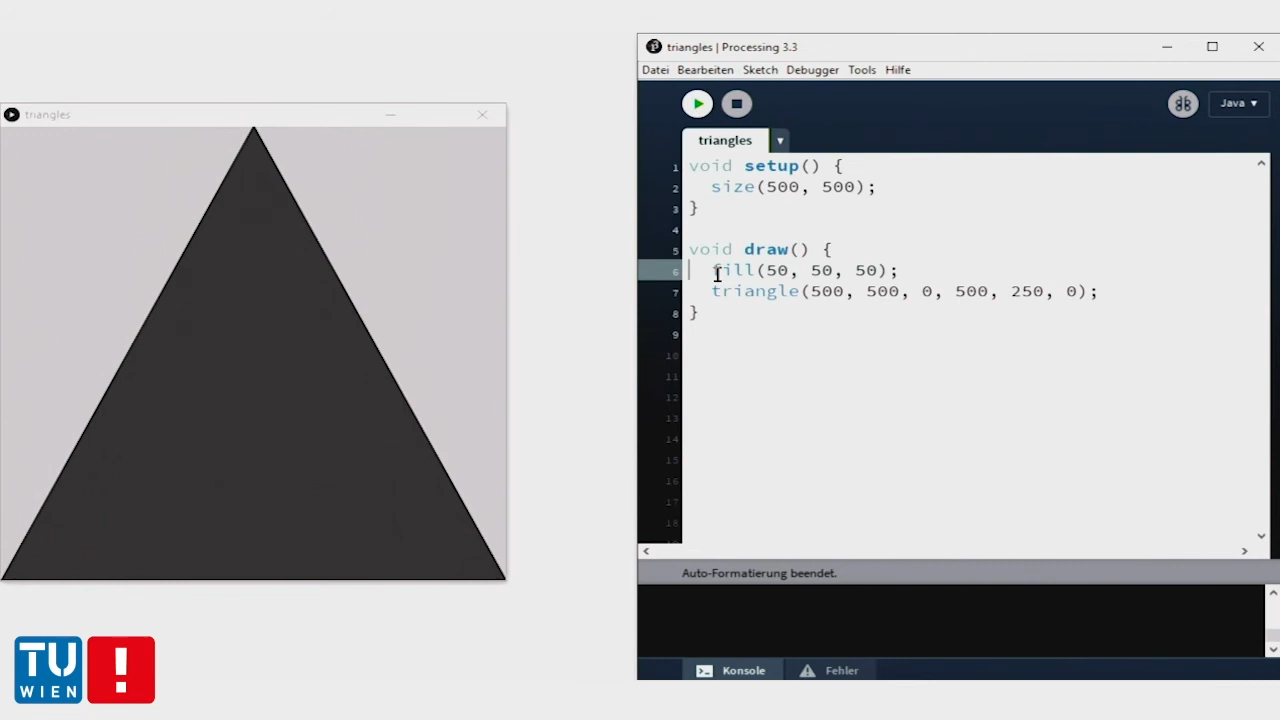 triangles | Processing 3.3
Datei Bearbeiten Sketch Debugger Tools Hilfe
Java ▾
triangles
triangles
1 void setup() {
2 size(500, 500);
3 }
4
5 void draw() {
6 fill(50, 50, 50);
7 triangle(500, 500, 0, 500, 250, 0);
8 }
9
10
11
12
13
14
15
16
17
18
Auto-Formatierung beendet.
Konsole
Fehler
TU
WIEN
!